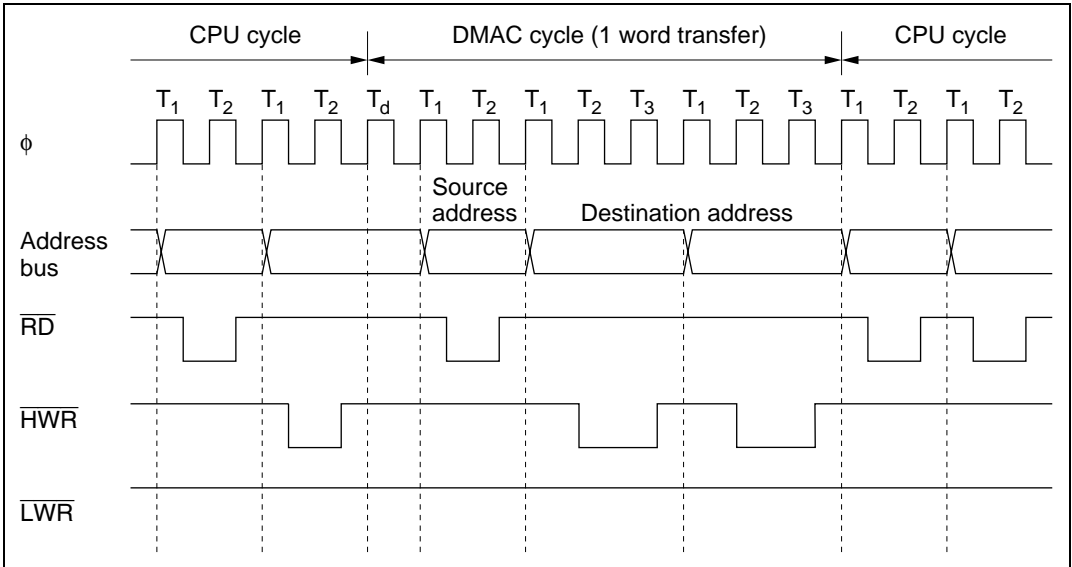 CPU cycle DMAC cycle (1 word transfer) CPU cycle
T1 T2 T1 T2 Td T1 T2 T1 T2 T3 T1 T2 T3 T1 T2 T1 T2
ϕ
Source
address Destination address
Address
bus
RD
HWR
LWR